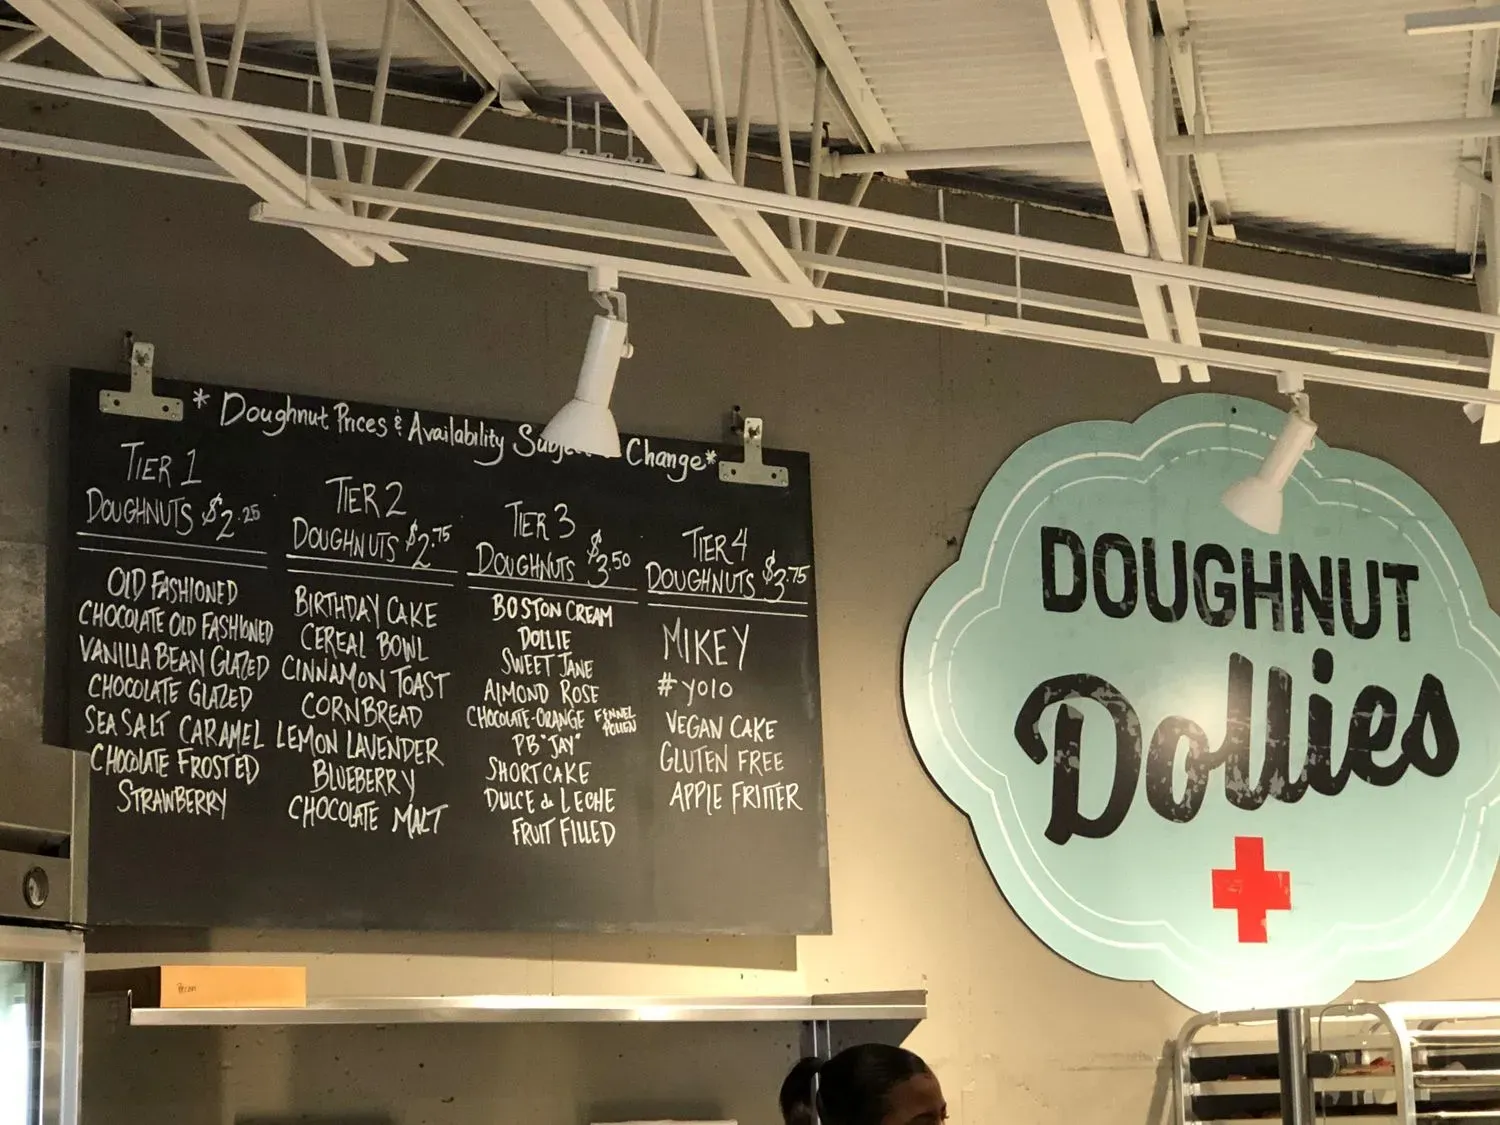 * Doughnut Prices & Availability Change*
TIER 1
DOUGHNUTS $2.25
OLD FASHIONED
CHOCOLATE OLD FASHIONED
VANILLA BEAN GLAZED
CHOCOLATE GLAZED
SEA SALT CARAMEL
CHOCOLATE FROSTED
STRAWBERRY
TIER 2
DOUGHNUTS $2.75
BIRTHDAY CAKE
CEREAL BOWL
CINNAMON TOAST
CORNBREAD
LEMON LAVENDER
BLUEBERRY
CHOCOLATE MALT
TIER 3
DOUGHNUTS $3.50
BOSTON CREAM
DOLLIE
SWEET JANE
ALMOND ROSE
CHOCOLATE-ORANGE FENNEL POLLEN
PB "JAY"
SHORTCAKE
DULCE de LECHE
FRUIT FILLED
TIER 4
DOUGHNUTS $3.75
MIKEY
#yolo
VEGAN CAKE
GLUTEN FREE
APPLE FRITTER
DOUGHNUT
Dollies